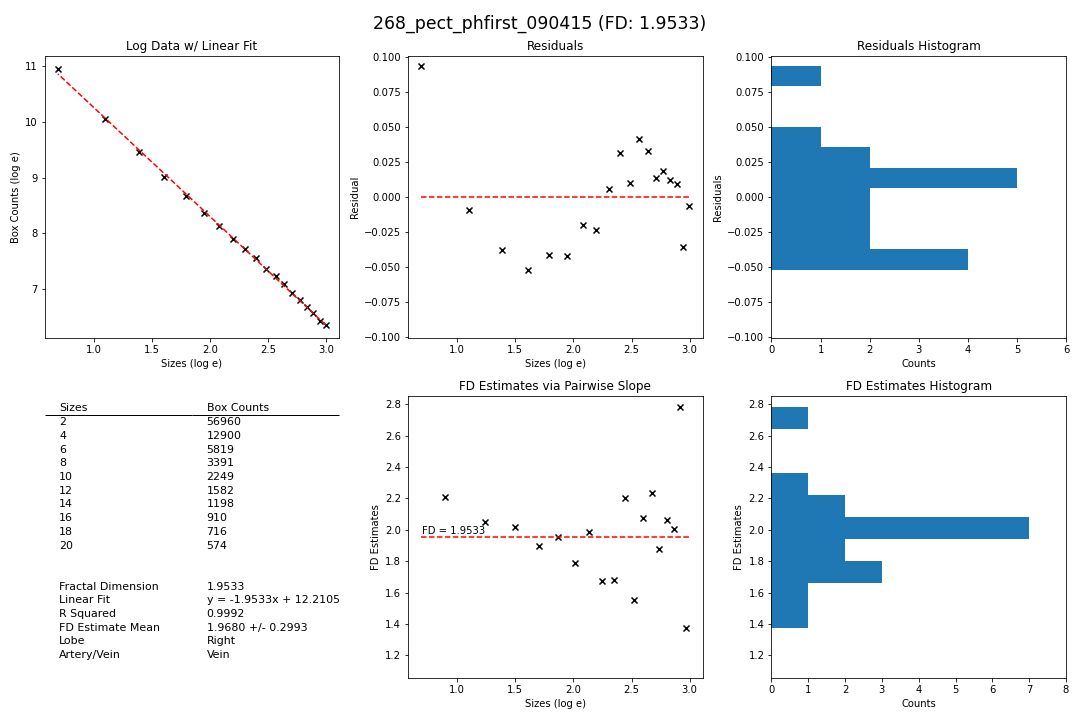 268_pect_phfirst_090415 (FD: 1.9533)
Log Data w/ Linear Fit
11
10
9
8
7
Box Counts (log e)
1.0 1.5 2.0 2.5 3.0
Sizes (log e)
Residuals
0.100
0.075
0.050
0.025
0.000
−0.025
−0.050
−0.075
−0.100
Residual
1.0 1.5 2.0 2.5 3.0
Sizes (log e)
Residuals Histogram
0.100
0.075
0.050
0.025
0.000
−0.025
−0.050
−0.075
−0.100
Residuals
0 1 2 3 4 5 6
Counts
Sizes Box Counts
2 56960
4 12900
6 5819
8 3391
10 2249
12 1582
14 1198
16 910
18 716
20 574
Fractal Dimension 1.9533
Linear Fit y = -1.9533x + 12.2105
R Squared 0.9992
FD Estimate Mean 1.9680 +/- 0.2993
Lobe Right
Artery/Vein Vein
FD Estimates via Pairwise Slope
2.8
2.6
2.4
2.2
2.0
1.8
1.6
1.4
1.2
FD Estimates
FD = 1.9533
1.0 1.5 2.0 2.5 3.0
Sizes (log e)
FD Estimates Histogram
2.8
2.6
2.4
2.2
2.0
1.8
1.6
1.4
1.2
FD Estimates
0 1 2 3 4 5 6 7 8
Counts